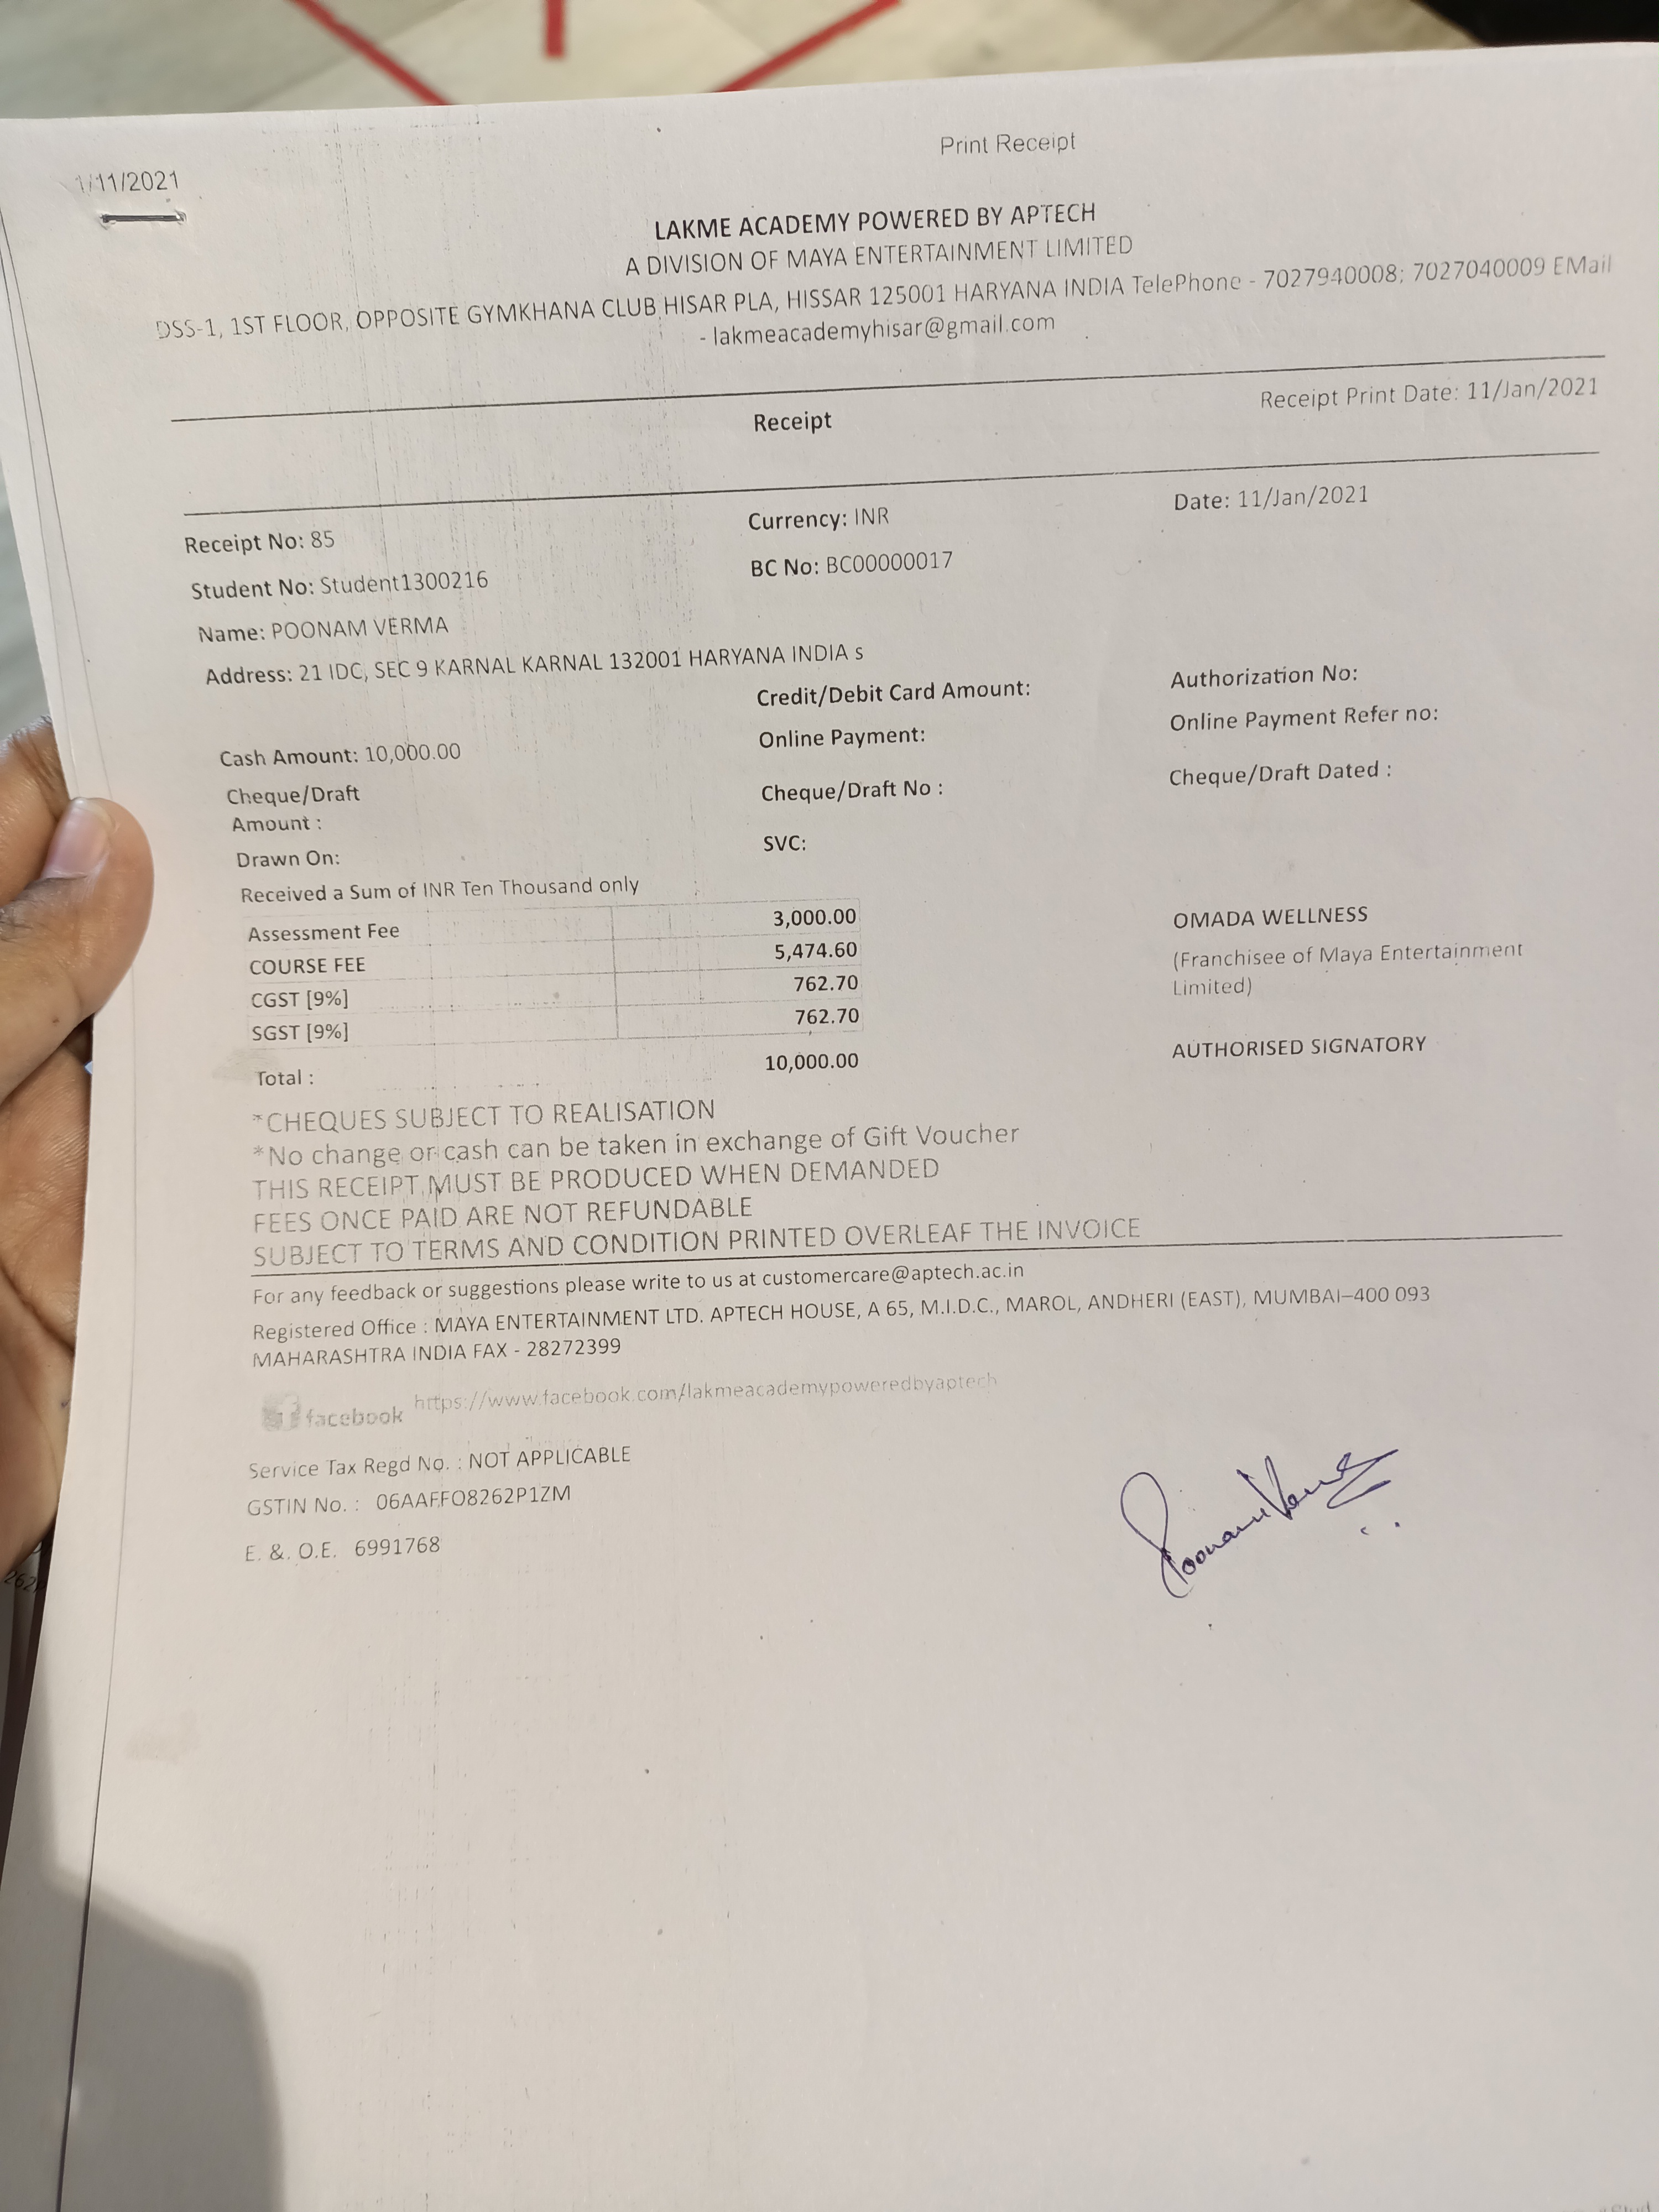 Print Receipt
1/11/2021
LAKME ACADEMY POWERED BY APTECH
A DIVISION OF MAYA ENTERTAINMENT LIMITED
DSS-1, 1ST FLOOR, OPPOSITE GYMKHANA CLUB HISAR PLA, HISSAR 125001 HARYANA INDIA TelePhone - 7027940008; 7027040009 EMail
- lakmeacademyhisar@gmail.com
Receipt Receipt Print Date: 11/Jan/2021
Receipt No: 85 Currency: INR Date: 11/Jan/2021
Student No: Student1300216 BC No: BC00000017
Name: POONAM VERMA
Address: 21 IDC, SEC 9 KARNAL KARNAL 132001 HARYANA INDIA s
Credit/Debit Card Amount: Authorization No:
Cash Amount: 10,000.00 Online Payment: Online Payment Refer no:
Cheque/Draft Cheque/Draft No : Cheque/Draft Dated :
Amount :
Drawn On: SVC:
Received a Sum of INR Ten Thousand only
Assessment Fee 3,000.00 OMADA WELLNESS
COURSE FEE 5,474.60 (Franchisee of Maya Entertainment
CGST [9%] 762.70 Limited)
SGST [9%] 762.70
Total : 10,000.00 AUTHORISED SIGNATORY
*CHEQUES SUBJECT TO REALISATION
*No change or cash can be taken in exchange of Gift Voucher
THIS RECEIPT MUST BE PRODUCED WHEN DEMANDED
FEES ONCE PAID ARE NOT REFUNDABLE
SUBJECT TO TERMS AND CONDITION PRINTED OVERLEAF THE INVOICE
For any feedback or suggestions please write to us at customercare@aptech.ac.in
Registered Office : MAYA ENTERTAINMENT LTD. APTECH HOUSE, A 65, M.I.D.C., MAROL, ANDHERI (EAST), MUMBAI–400 093
MAHARASHTRA INDIA FAX - 28272399
facebook https://www.facebook.com/lakmeacademypoweredbyaptech
Service Tax Regd No. : NOT APPLICABLE
GSTIN No. : 06AAFFO8262P1ZM
E. &. O.E. 6991768
Poonam Verma